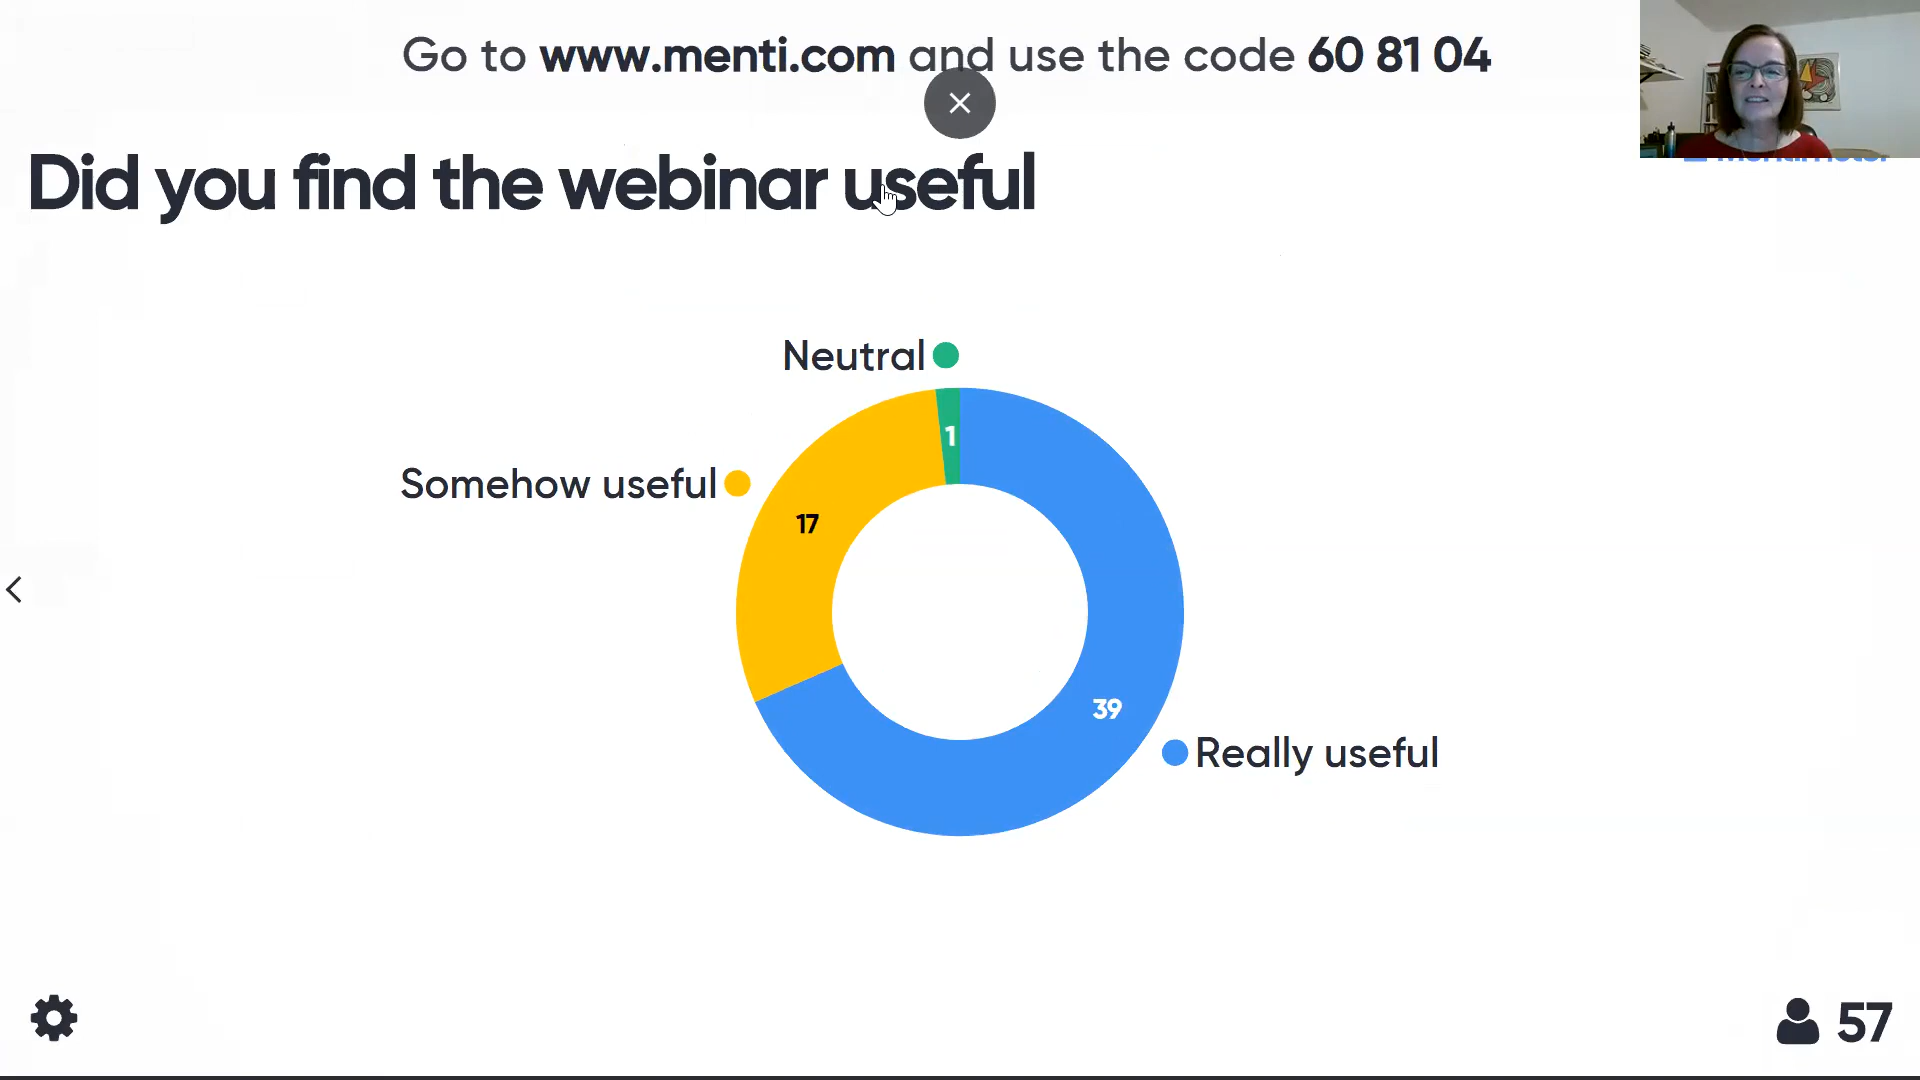 Go to www.menti.com and use the code 60 81 04
Did you find the webinar useful
Neutral
1
Somehow useful
17
39
Really useful
57